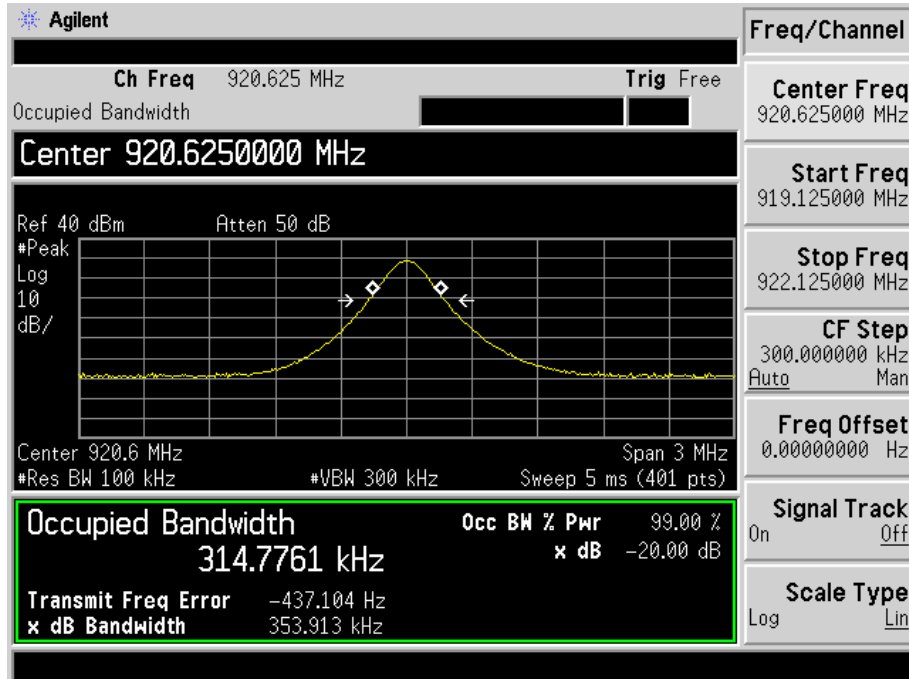 Agilent
Freq/Channel
Ch Freq 920.625 MHz Trig Free
Occupied Bandwidth
Center 920.6250000 MHz
Ref 40 dBm Atten 50 dB
#Peak
Log
10
dB/
Center 920.6 MHz Span 3 MHz
#Res BW 100 kHz #VBW 300 kHz Sweep 5 ms (401 pts)
Occupied Bandwidth
314.7761 kHz
Occ BW % Pwr 99.00 %
x dB -20.00 dB
Transmit Freq Error -437.104 Hz
x dB Bandwidth 353.913 kHz
Center Freq
920.625000 MHz
Start Freq
919.125000 MHz
Stop Freq
922.125000 MHz
CF Step
300.000000 kHz
Auto Man
Freq Offset
0.00000000 Hz
Signal Track
On Off
Scale Type
Log Lin